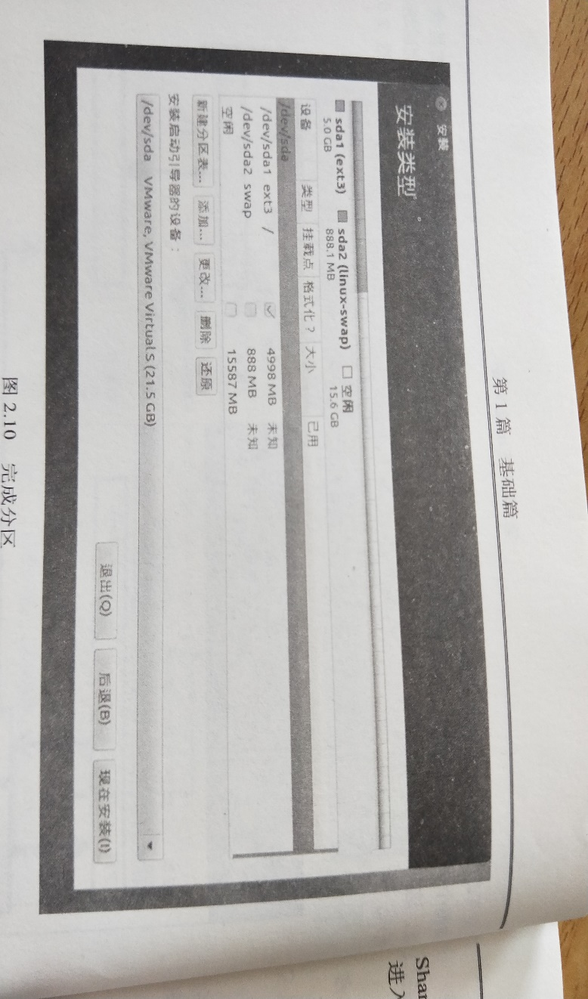 第 1 篇 基础篇
安装
安装类型
sda1 (ext3) sda2 (linux-swap) 空闲
5.0 GB 888.1 MB 15.6 GB
设备 类型 挂载点 格式化？ 大小 已用
/dev/sda
/dev/sda1 ext3 / 4998 MB 未知
/dev/sda2 swap 888 MB 未知
空闲 15587 MB
新建分区表... 添加... 更改... 删除 还原
安装启动引导器的设备：
/dev/sda VMware, VMware Virtual S (21.5 GB)
退出(Q) 后退(B) 现在安装(I)
图 2.10 完成分区
进入